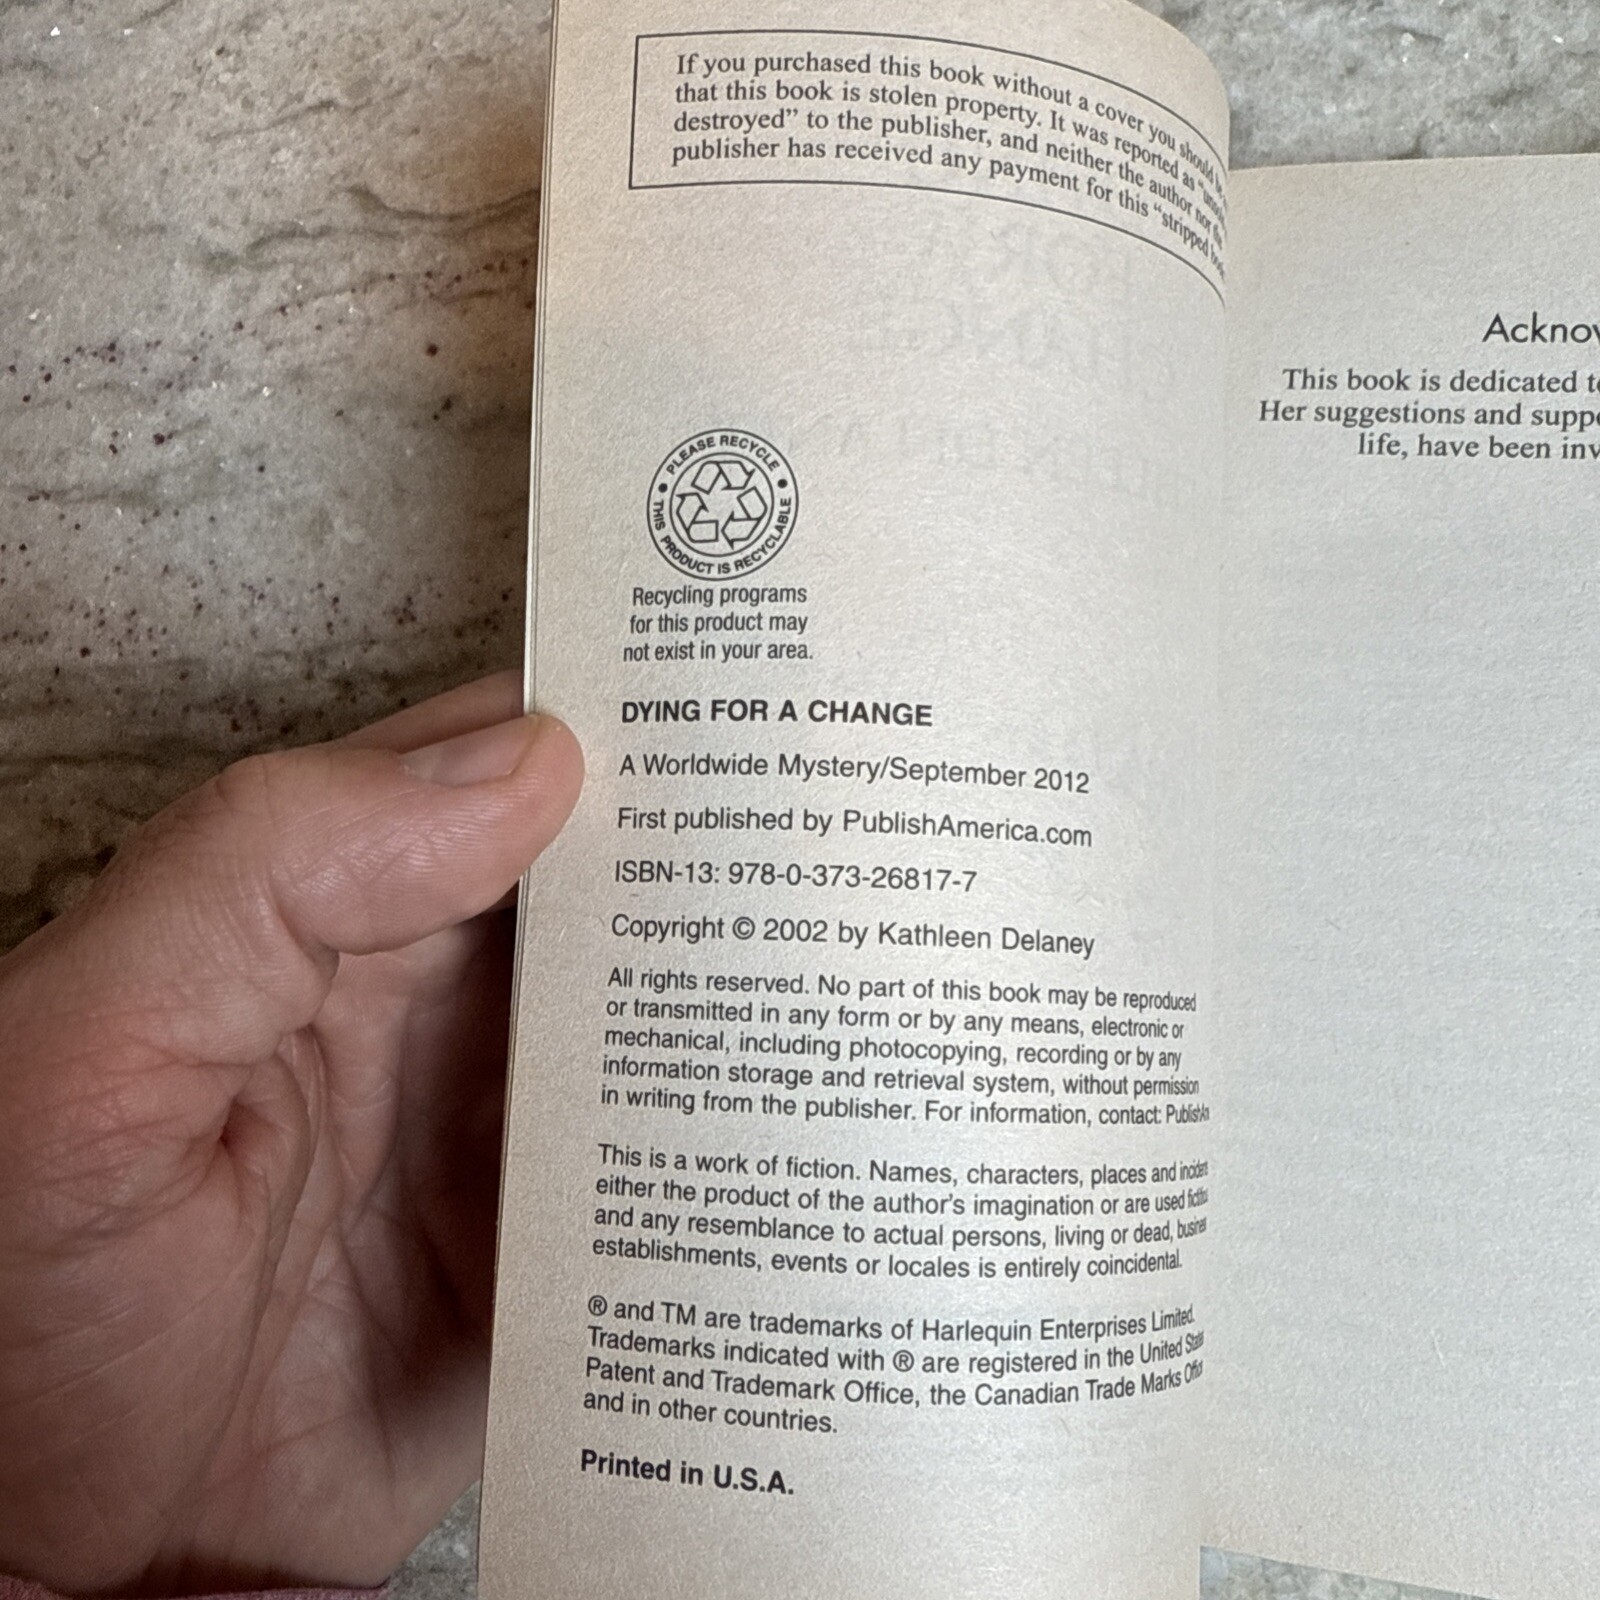 If you purchased this book without a cover you should
that this book is stolen property. It was reported as
destroyed” to the publisher, and neither the author nor the
publisher has received any payment for this “stripped
PLEASE RECYCLE
THIS PRODUCT IS RECYCLABLE
Recycling programs
for this product may
not exist in your area.
DYING FOR A CHANGE
A Worldwide Mystery/September 2012
First published by PublishAmerica.com
ISBN-13: 978-0-373-26817-7
Copyright © 2002 by Kathleen Delaney
All rights reserved. No part of this book may be reproduced
or transmitted in any form or by any means, electronic or
mechanical, including photocopying, recording or by any
information storage and retrieval system, without permission
in writing from the publisher. For information, contact:
This is a work of fiction. Names, characters, places and
either the product of the author's imagination or are used
and any resemblance to actual persons, living or dead,
establishments, events or locales is entirely coincidental.
® and TM are trademarks of Harlequin Enterprises Limited.
Trademarks indicated with ® are registered in the United
Patent and Trademark Office, the Canadian Trade Marks
and in other countries.
Printed in U.S.A.
This book is dedicated
Her suggestions and
life, have been